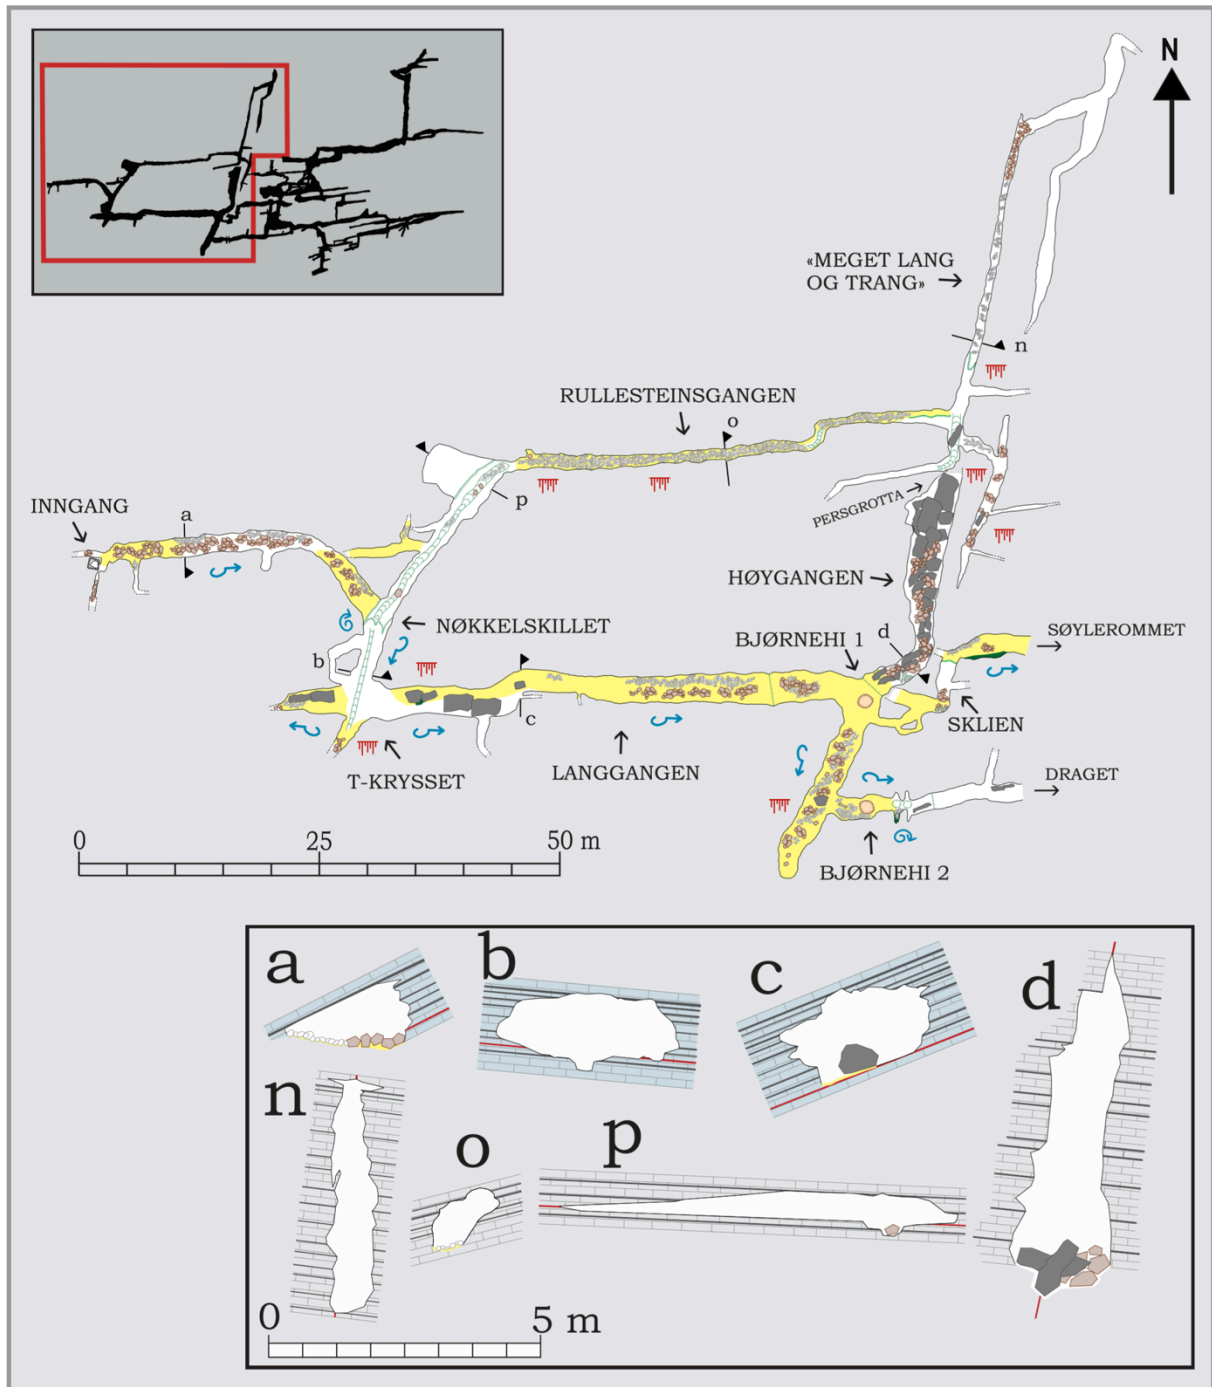 N
«MEGET LANG
OG TRANG»
n
RULLESTEINSGANGEN
o
p
PERSGROTTA
INNGANG
a
HØYGANGEN
NØKKELSKILLET
BJØRNEHI 1
d
SØYLEROMMET
b
c
SKLIEN
T-KRYSSET
LANGGANGEN
DRAGET
0 25 50 m
BJØRNEHI 2
a b c d
n o p
0 5 m